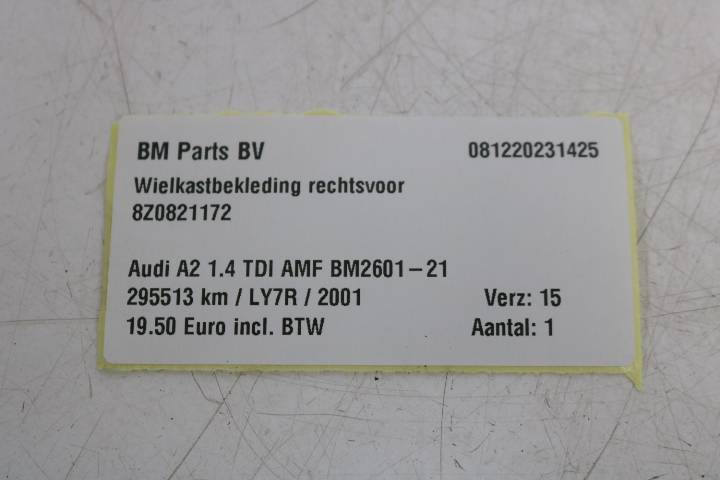 BM Parts BV 081220231425
Wielkastbekleding rechtsvoor
8Z0821172
Audi A2 1.4 TDI AMF BM2601-21
295513 km / LY7R / 2001 Verz: 15
19.50 Euro incl. BTW Aantal: 1